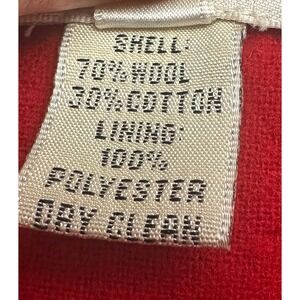 SHELL:
70% WOOL
30% COTTON
LINING:
100%
POLYESTER
DRY CLEAN